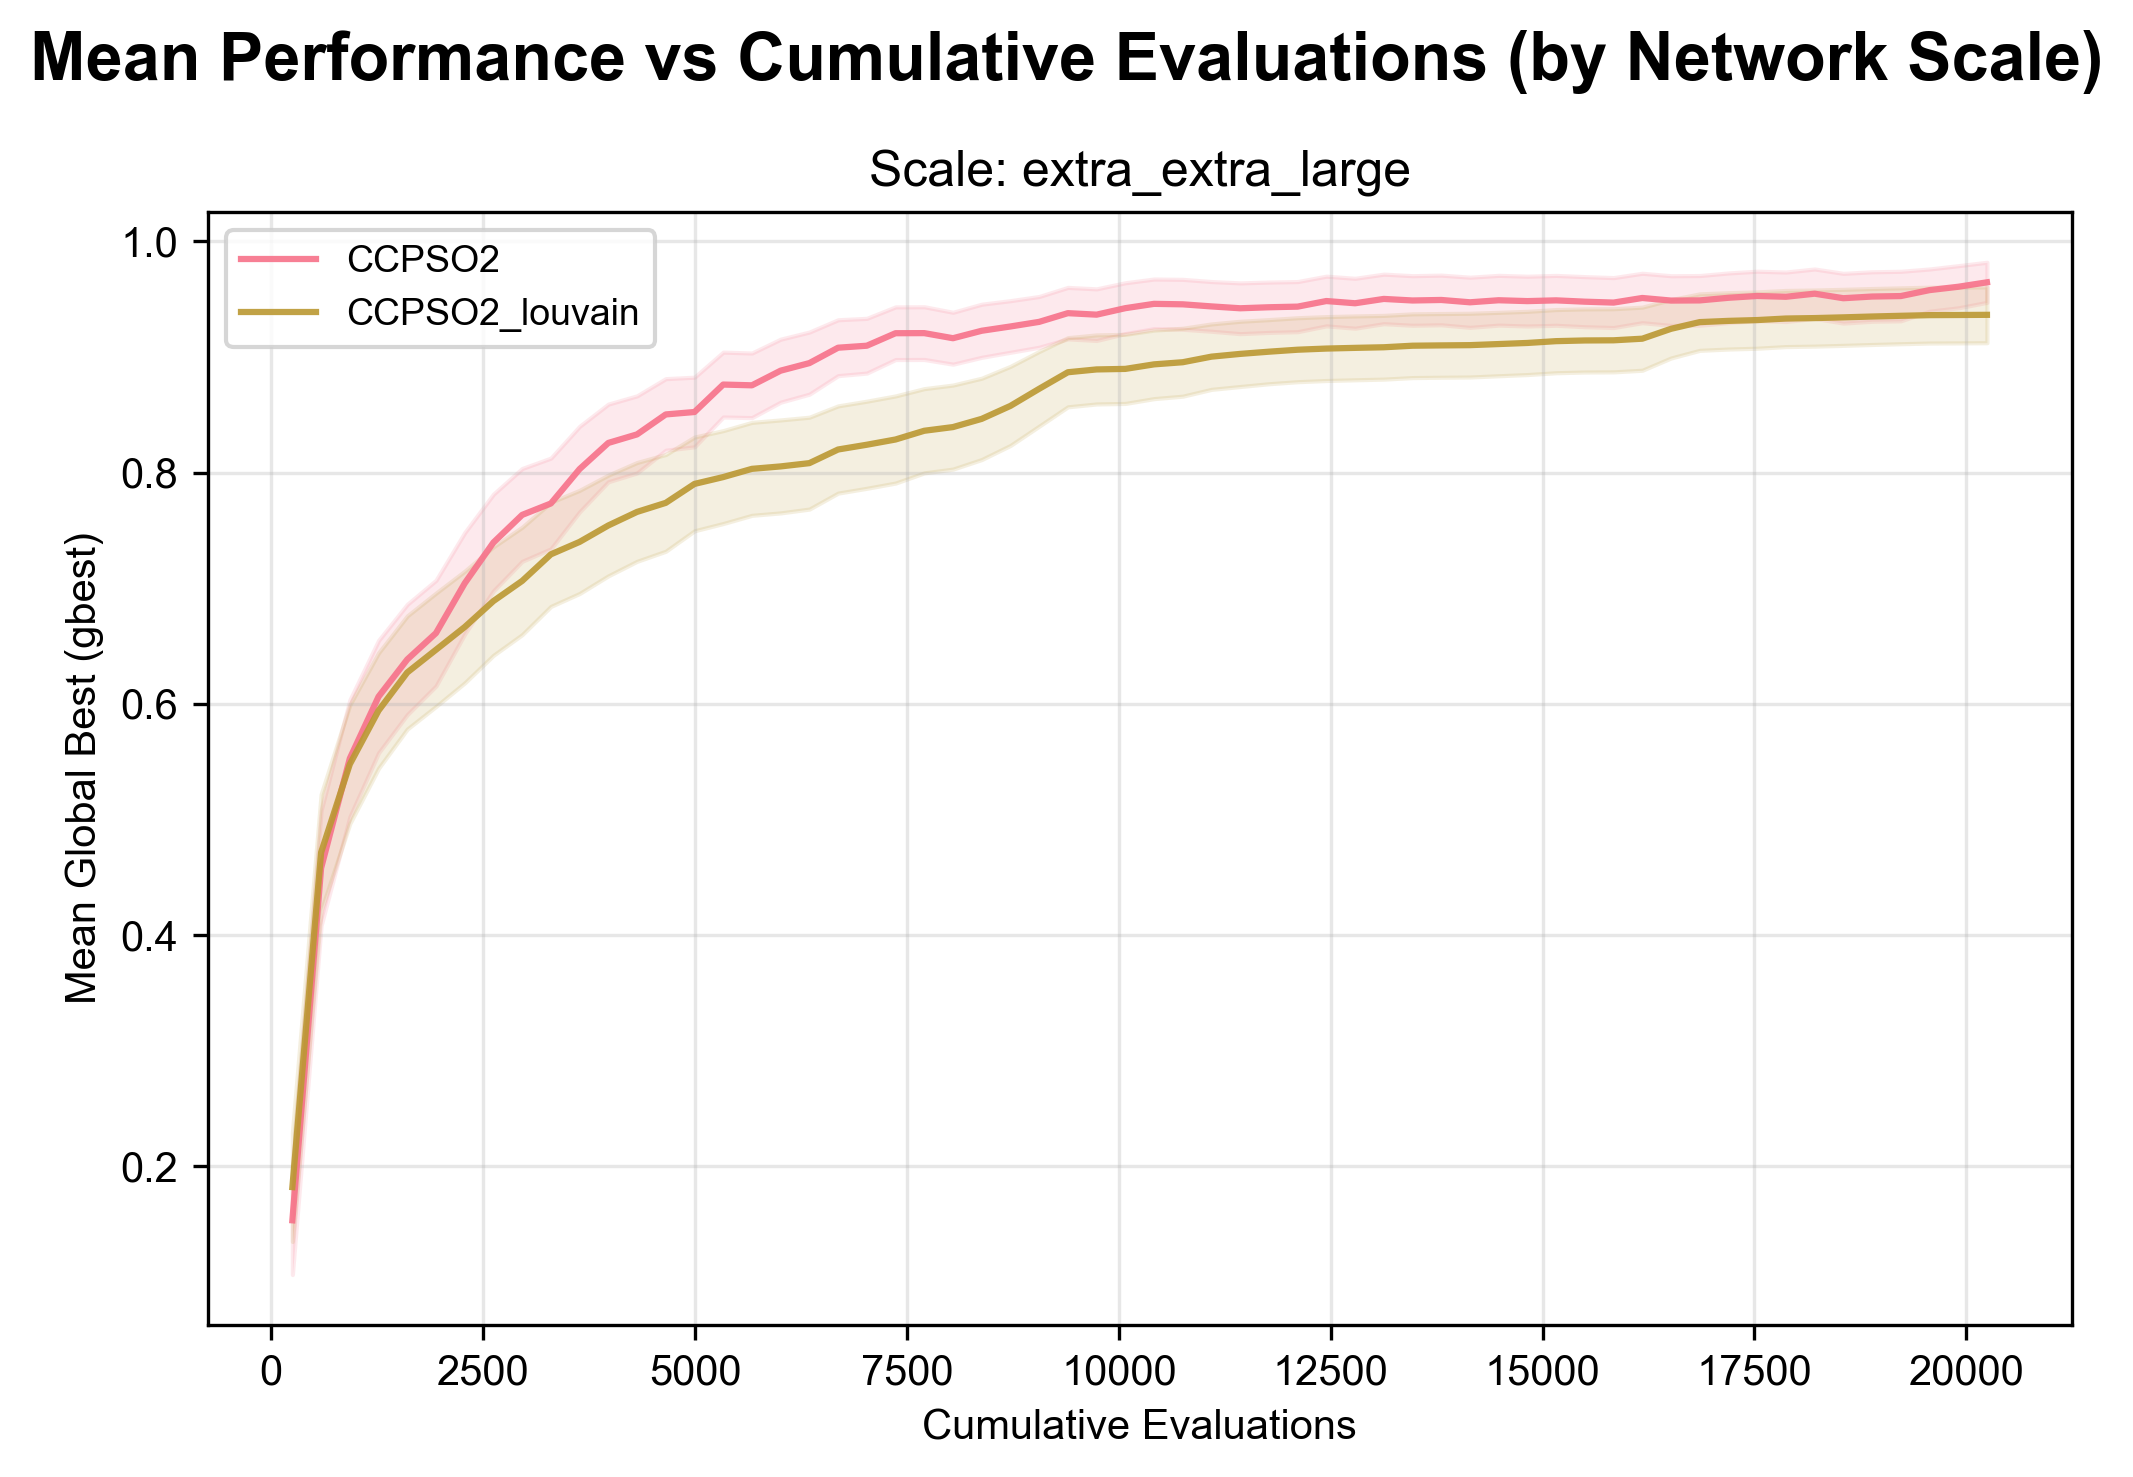 Mean Performance vs Cumulative Evaluations (by Network Scale)
Scale: extra_extra_large
CCPSO2
CCPSO2_louvain
Mean Global Best (gbest)
1.0
0.8
0.6
0.4
0.2
0 2500 5000 7500 10000 12500 15000 17500 20000
Cumulative Evaluations